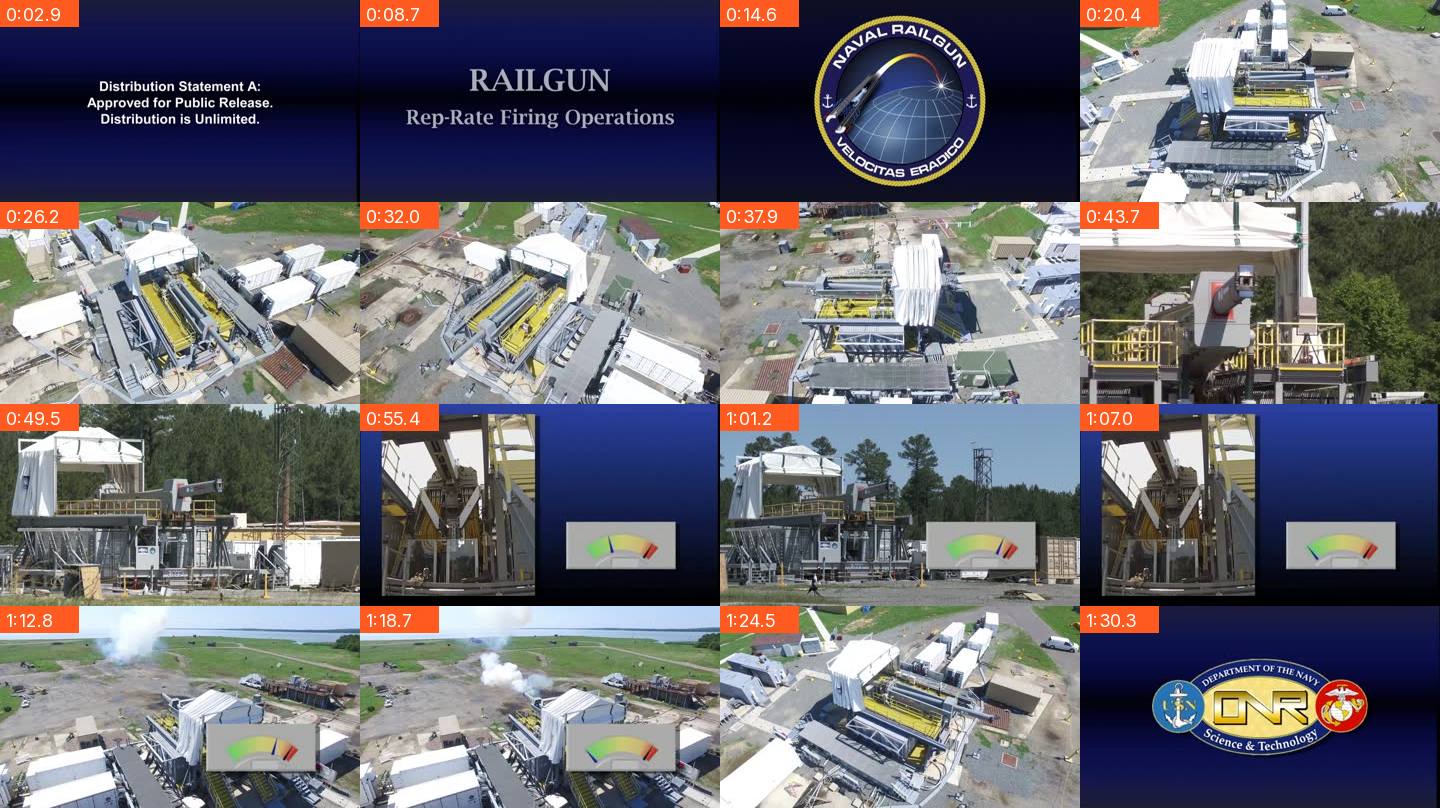 0:02.9
Distribution Statement A:
Approved for Public Release.
Distribution is Unlimited.
0:08.7
RAILGUN
Rep-Rate Firing Operations
0:14.6
NAVAL RAILGUN
VELOCITAS ERADICO
0:20.4
0:26.2
0:32.0
0:37.9
0:43.7
0:49.5
0:55.4
1:01.2
1:07.0
1:12.8
1:18.7
1:24.5
1:30.3
DEPARTMENT OF THE NAVY
USN
ONR
Science & Technology